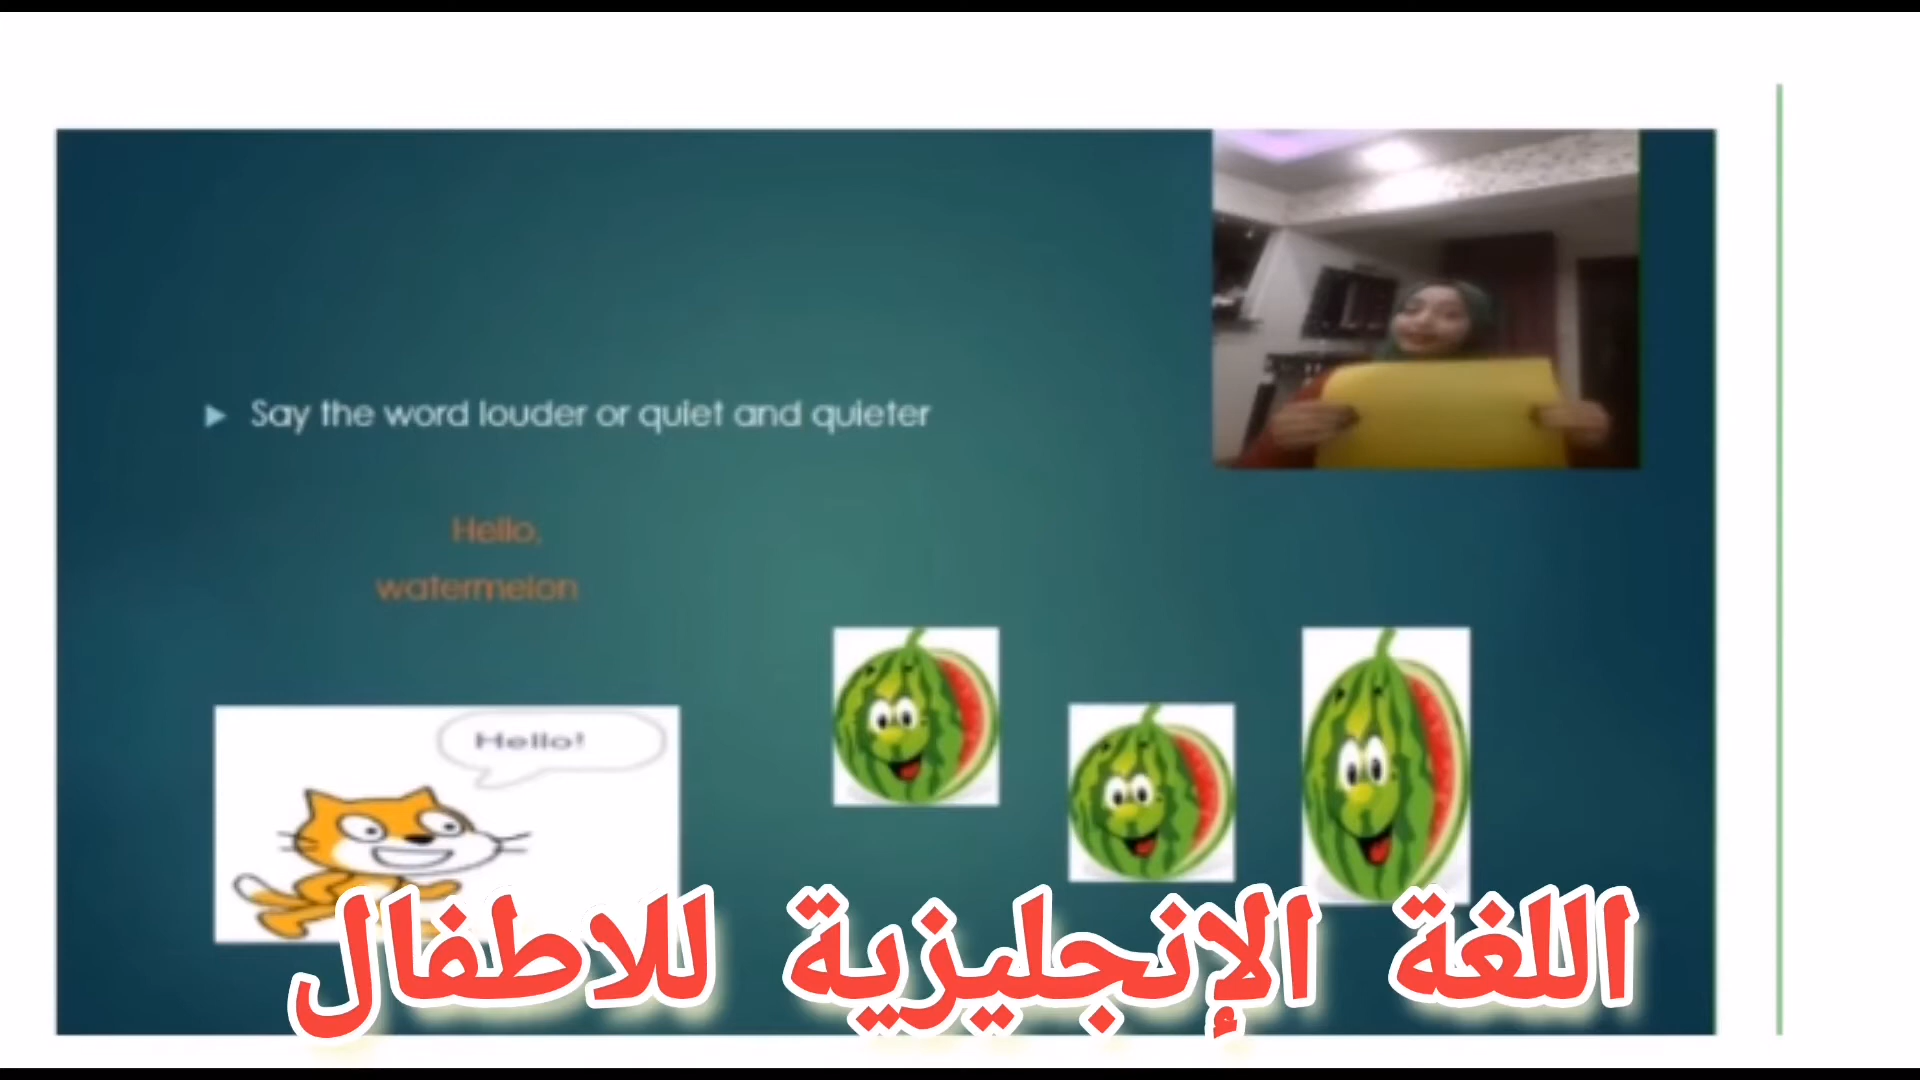 Say the word louder or quiet and quieter
Hello,
watermelon
Hello!
اللغة الإنجليزية للاطفال